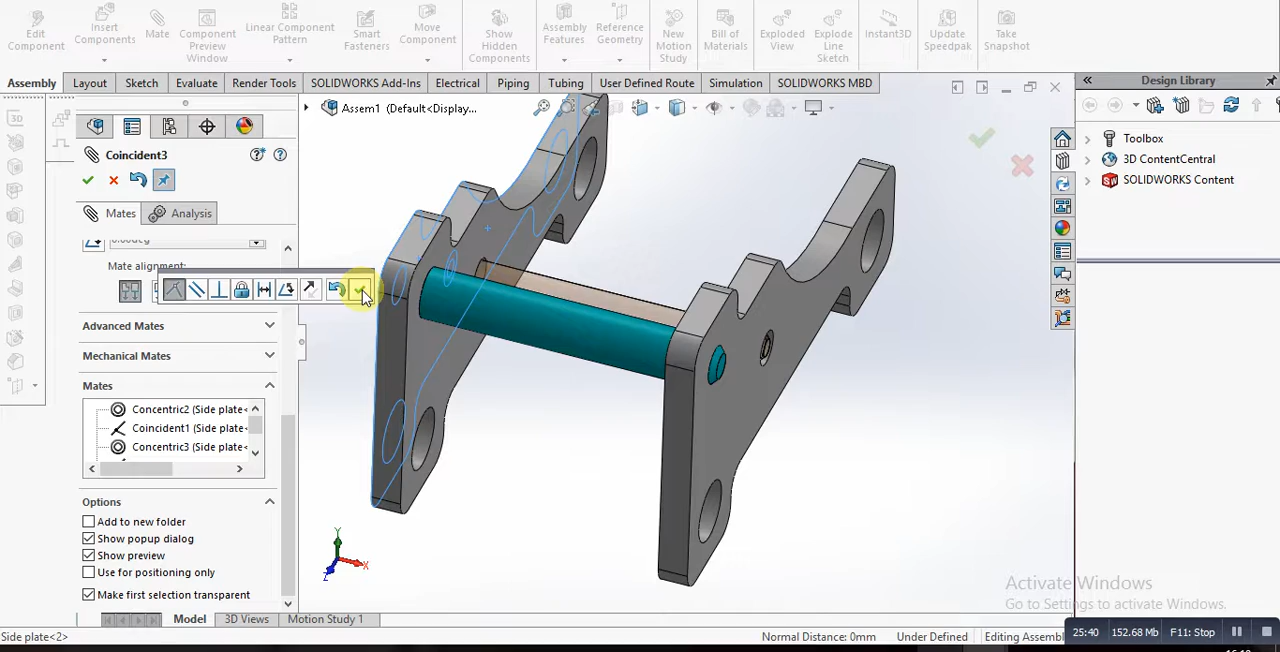 Edit Component
Insert Components
Mate
Component Preview Window
Linear Component Pattern
Smart Fasteners
Move Component
Show Hidden Components
Assembly Features
Reference Geometry
New Motion Study
Bill of Materials
Exploded View
Explode Line Sketch
Instant3D
Update Speedpak
Take Snapshot
Assembly Layout Sketch Evaluate Render Tools SOLIDWORKS Add-Ins Electrical Piping Tubing User Defined Route Simulation SOLIDWORKS MBD
Design Library
Assem1 (Default<Display...
Toolbox
3D ContentCentral
SOLIDWORKS Content
Coincident3
Mates Analysis
0.00deg
Mate alignment:
Advanced Mates
Mechanical Mates
Mates
Concentric2 (Side plate<
Coincident1 (Side plate<
Concentric3 (Side plate<
Options
Add to new folder
Show popup dialog
Show preview
Use for positioning only
Make first selection transparent
Y
X
Z
Activate Windows
Go to Settings to activate Windows.
Model 3D Views Motion Study 1
Side plate<2>
Normal Distance: 0mm Under Defined Editing Assembl
25:40 152.68 Mb F11: Stop